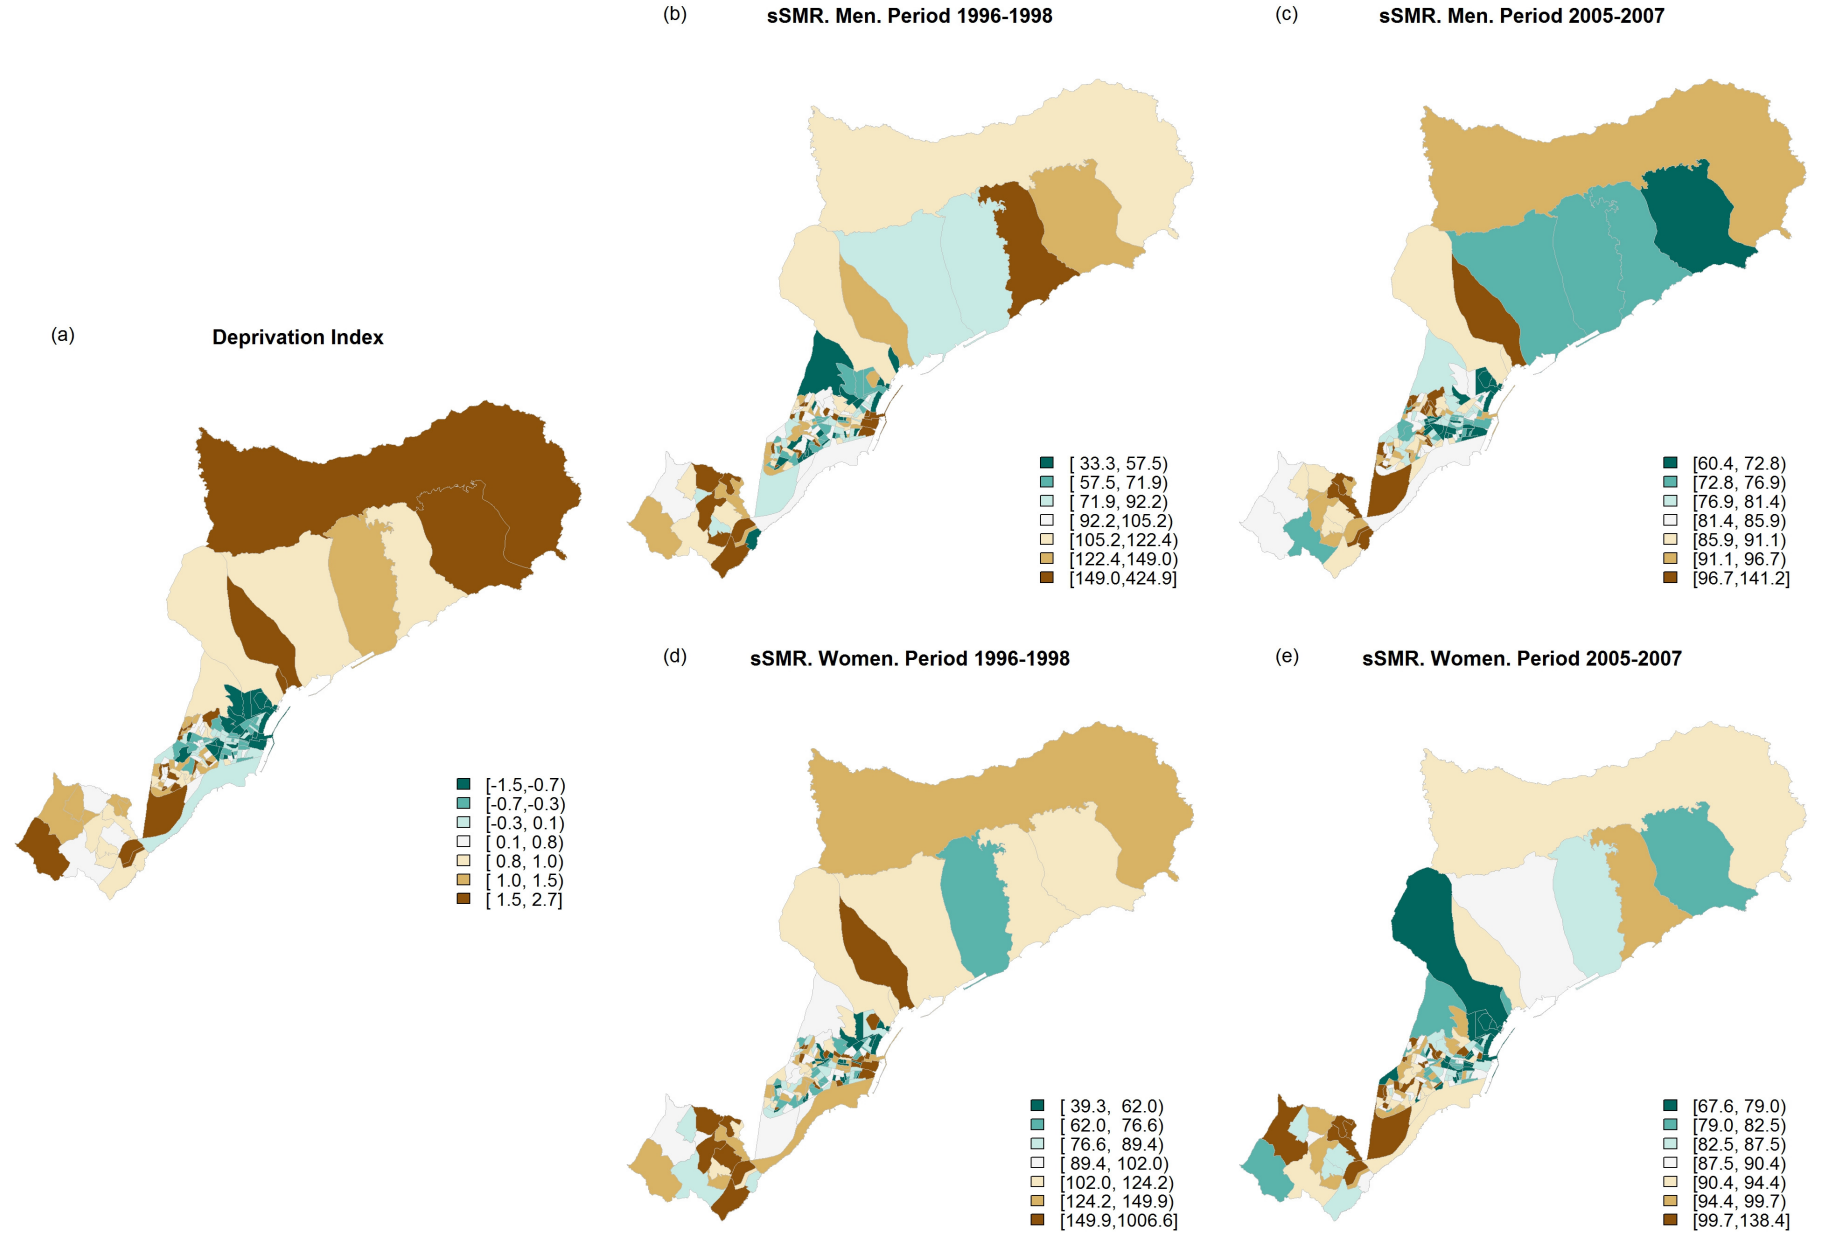 (a) Deprivation Index
[-1.5,-0.7)
[-0.7,-0.3)
[-0.3, 0.1)
[ 0.1, 0.8)
[ 0.8, 1.0)
[ 1.0, 1.5)
[ 1.5, 2.7]
(b) sSMR. Men. Period 1996-1998
[ 33.3, 57.5)
[ 57.5, 71.9)
[ 71.9, 92.2)
[ 92.2,105.2)
[105.2,122.4)
[122.4,149.0)
[149.0,424.9]
(c) sSMR. Men. Period 2005-2007
[60.4, 72.8)
[72.8, 76.9)
[76.9, 81.4)
[81.4, 85.9)
[85.9, 91.1)
[91.1, 96.7)
[96.7,141.2]
(d) sSMR. Women. Period 1996-1998
[ 39.3, 62.0)
[ 62.0, 76.6)
[ 76.6, 89.4)
[ 89.4, 102.0)
[102.0, 124.2)
[124.2, 149.9)
[149.9,1006.6]
(e) sSMR. Women. Period 2005-2007
[67.6, 79.0)
[79.0, 82.5)
[82.5, 87.5)
[87.5, 90.4)
[90.4, 94.4)
[94.4, 99.7)
[99.7,138.4]